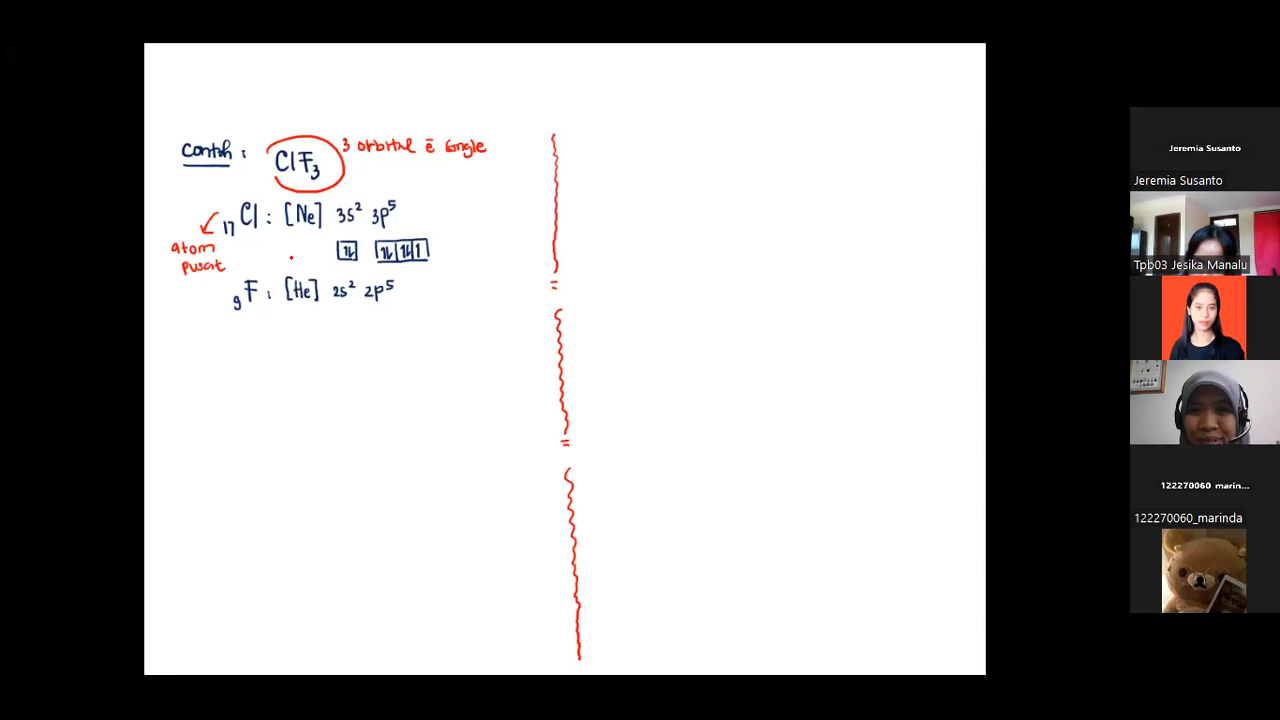 Contoh : ClF₃ 3 orbital ē single
₁₇Cl : [Ne] 3s² 3p⁵
atom
pusat
⥮ ⥮ ⥮ 1
₉F : [He] 2s² 2p⁵
=
=
Jeremia Susanto
Jeremia Susanto
Tpb03 Jesika Manalu
122270060_marin...
122270060_marinda